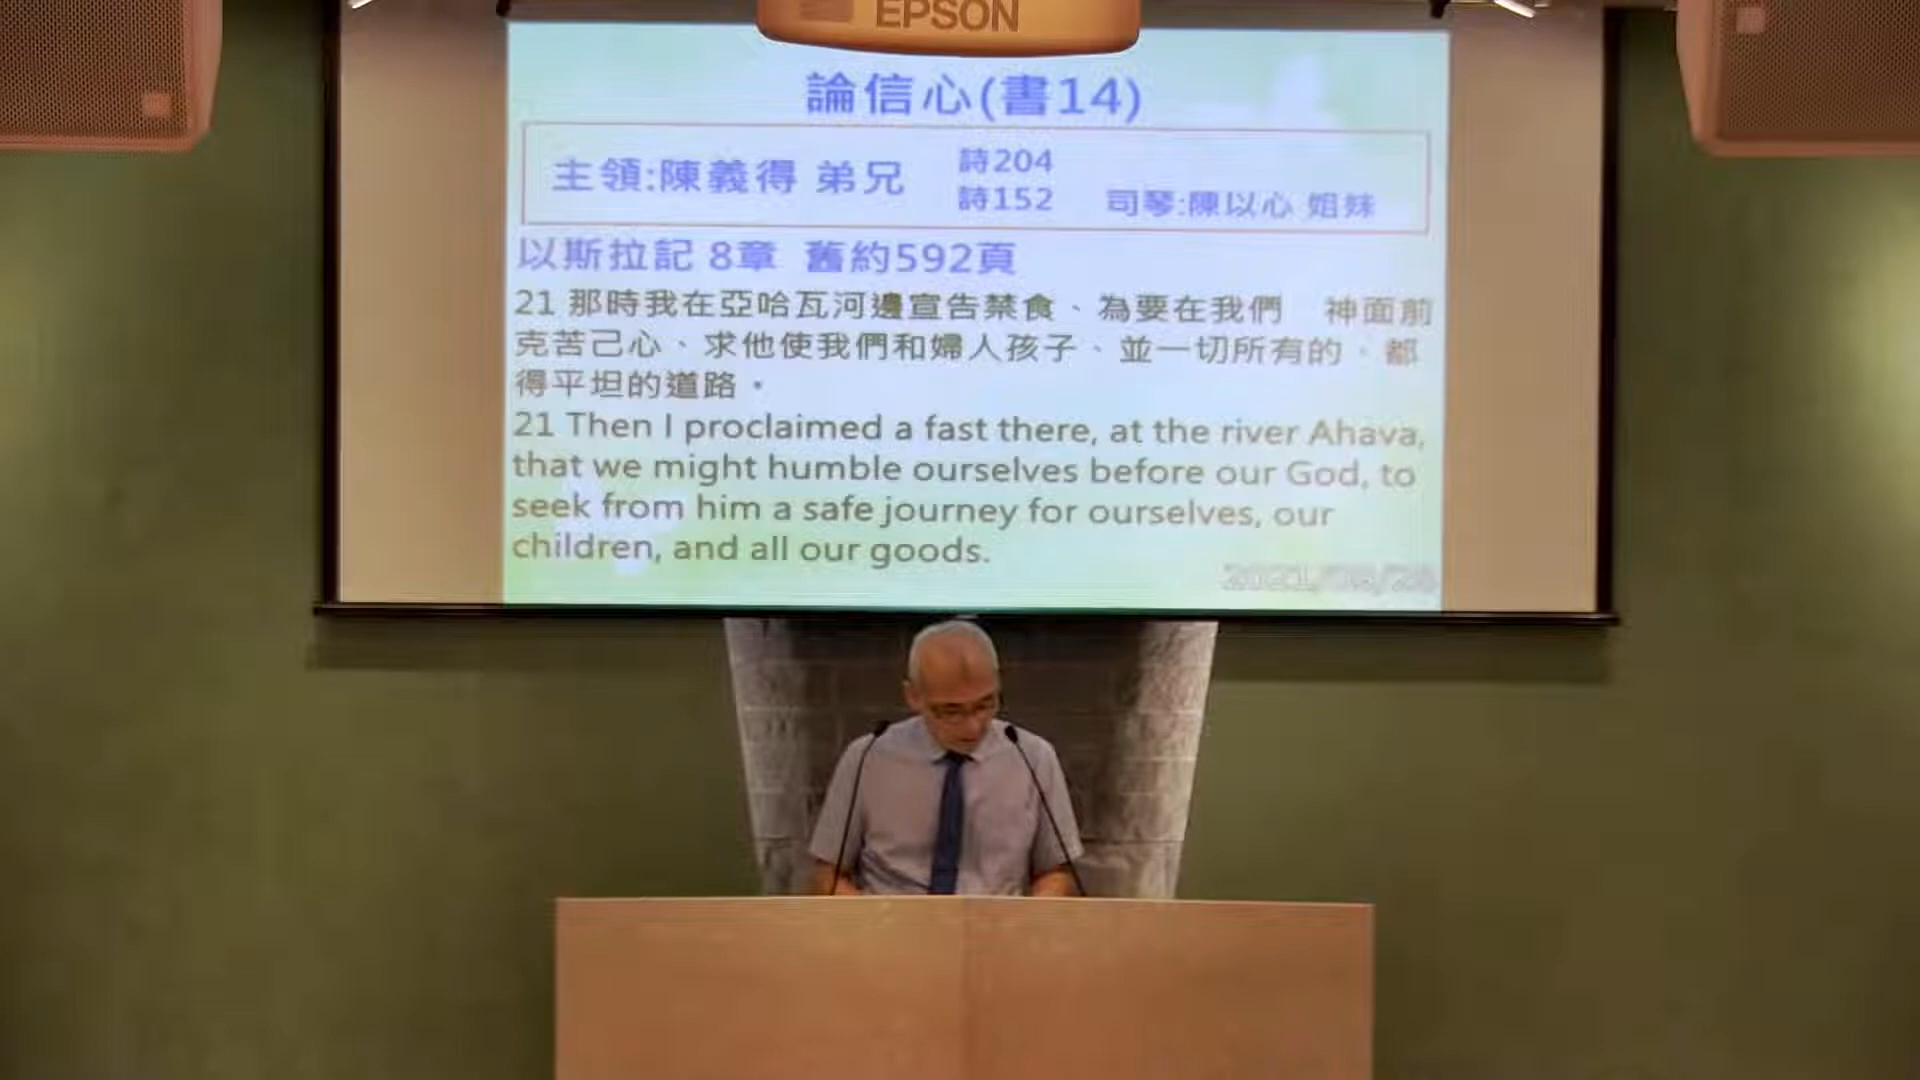 EPSON
論信心(書14)
主領:陳義得 弟兄
詩204
詩152
司琴:陳以心 姐妹
以斯拉記 8章 舊約592頁
21 那時我在亞哈瓦河邊宣告禁食、為要在我們 神面前
克苦己心、求他使我們和婦人孩子、並一切所有的、都
得平坦的道路。
21 Then I proclaimed a fast there, at the river Ahava,
that we might humble ourselves before our God, to
seek from him a safe journey for ourselves, our
children, and all our goods.